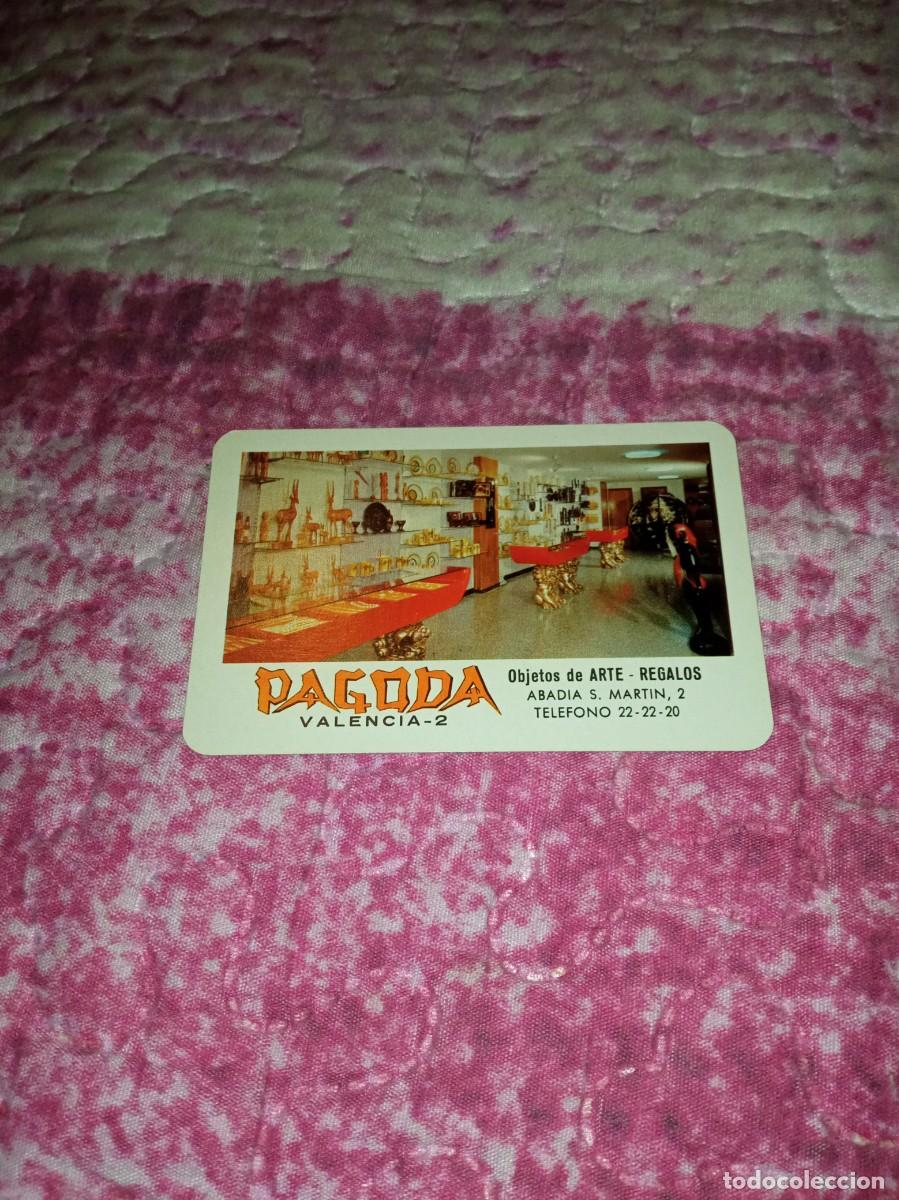 PAGODA
VALENCIA-2
Objetos de ARTE - REGALOS
ABADIA S. MARTIN, 2
TELEFONO 22-22-20
todocoleccion